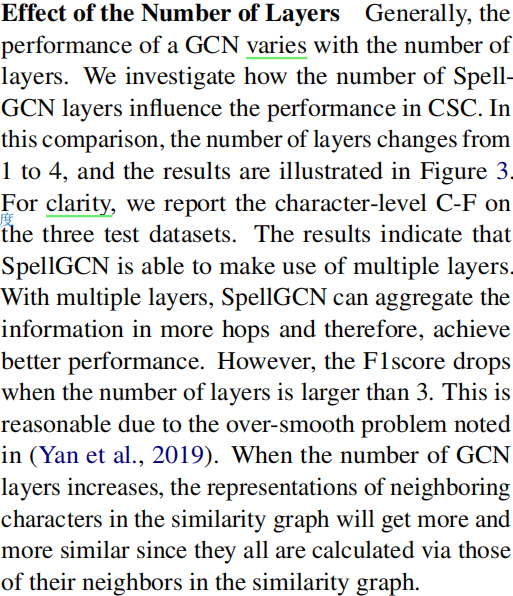 Effect of the Number of Layers Generally, the
performance of a GCN varies with the number of
layers. We investigate how the number of Spell-
GCN layers influence the performance in CSC. In
this comparison, the number of layers changes from
1 to 4, and the results are illustrated in Figure 3.
For clarity, we report the character-level C-F on
度
the three test datasets. The results indicate that
SpellGCN is able to make use of multiple layers.
With multiple layers, SpellGCN can aggregate the
information in more hops and therefore, achieve
better performance. However, the F1score drops
when the number of layers is larger than 3. This is
reasonable due to the over-smooth problem noted
in (Yan et al., 2019). When the number of GCN
layers increases, the representations of neighboring
characters in the similarity graph will get more and
more similar since they all are calculated via those
of their neighbors in the similarity graph.